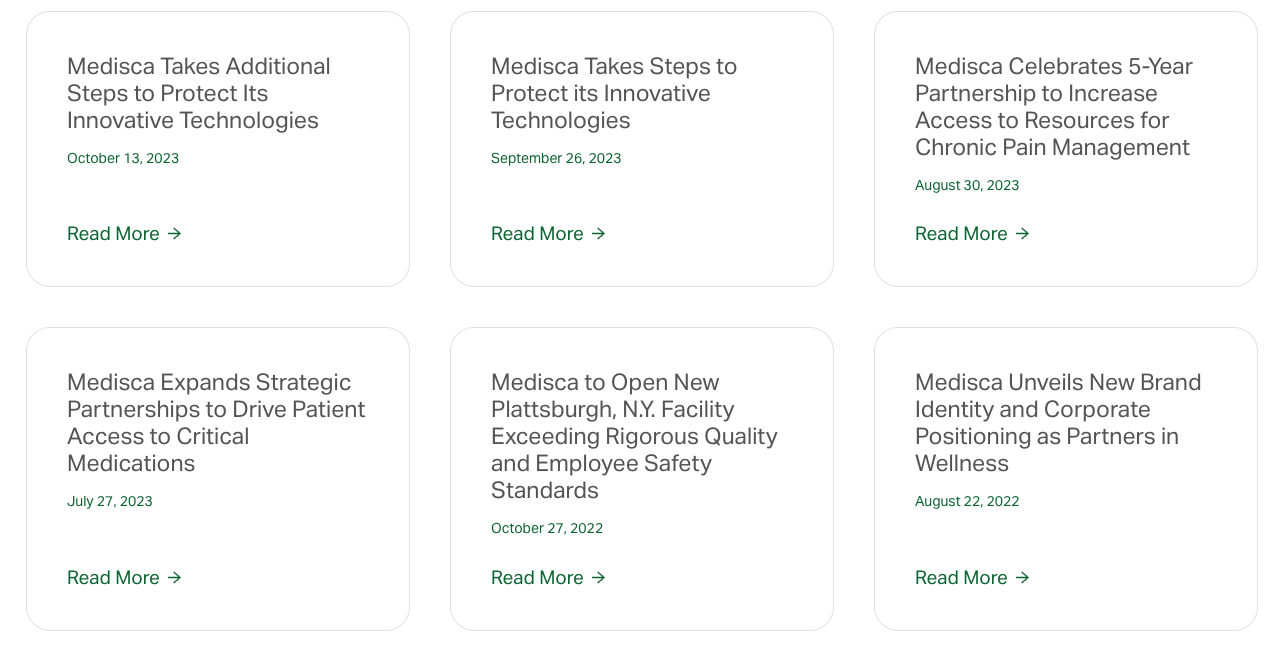 Medisca Takes Additional
Steps to Protect Its
Innovative Technologies
October 13, 2023
Read More →
Medisca Takes Steps to
Protect its Innovative
Technologies
September 26, 2023
Read More →
Medisca Celebrates 5-Year
Partnership to Increase
Access to Resources for
Chronic Pain Management
August 30, 2023
Read More →
Medisca Expands Strategic
Partnerships to Drive Patient
Access to Critical
Medications
July 27, 2023
Read More →
Medisca to Open New
Plattsburgh, N.Y. Facility
Exceeding Rigorous Quality
and Employee Safety
Standards
October 27, 2022
Read More →
Medisca Unveils New Brand
Identity and Corporate
Positioning as Partners in
Wellness
August 22, 2022
Read More →